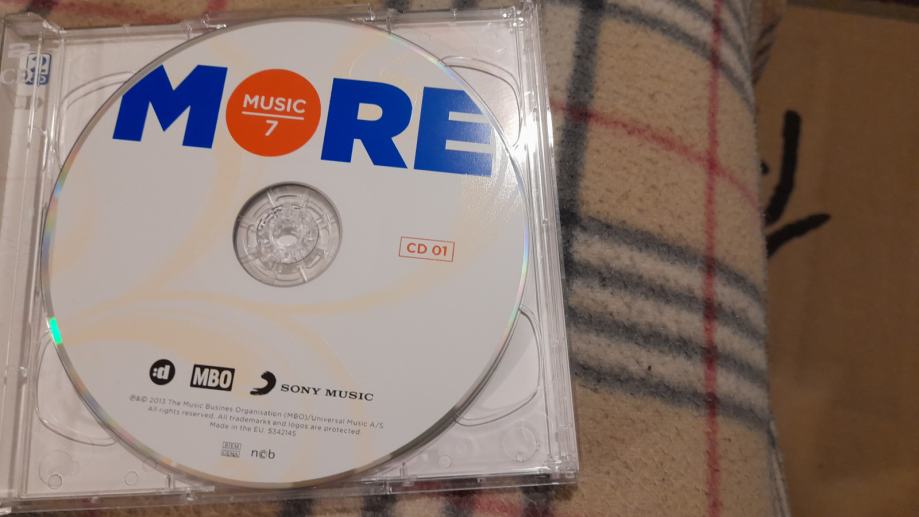 MORE
MUSIC
7
CD 01
:d
MBO
SONY MUSIC
℗&© 2013 The Music Busines Organisation (MBO)/Universal Music A/S
All rights reserved. All trademarks and logos are protected.
Made in the EU. 5342145
BIEM
n©b